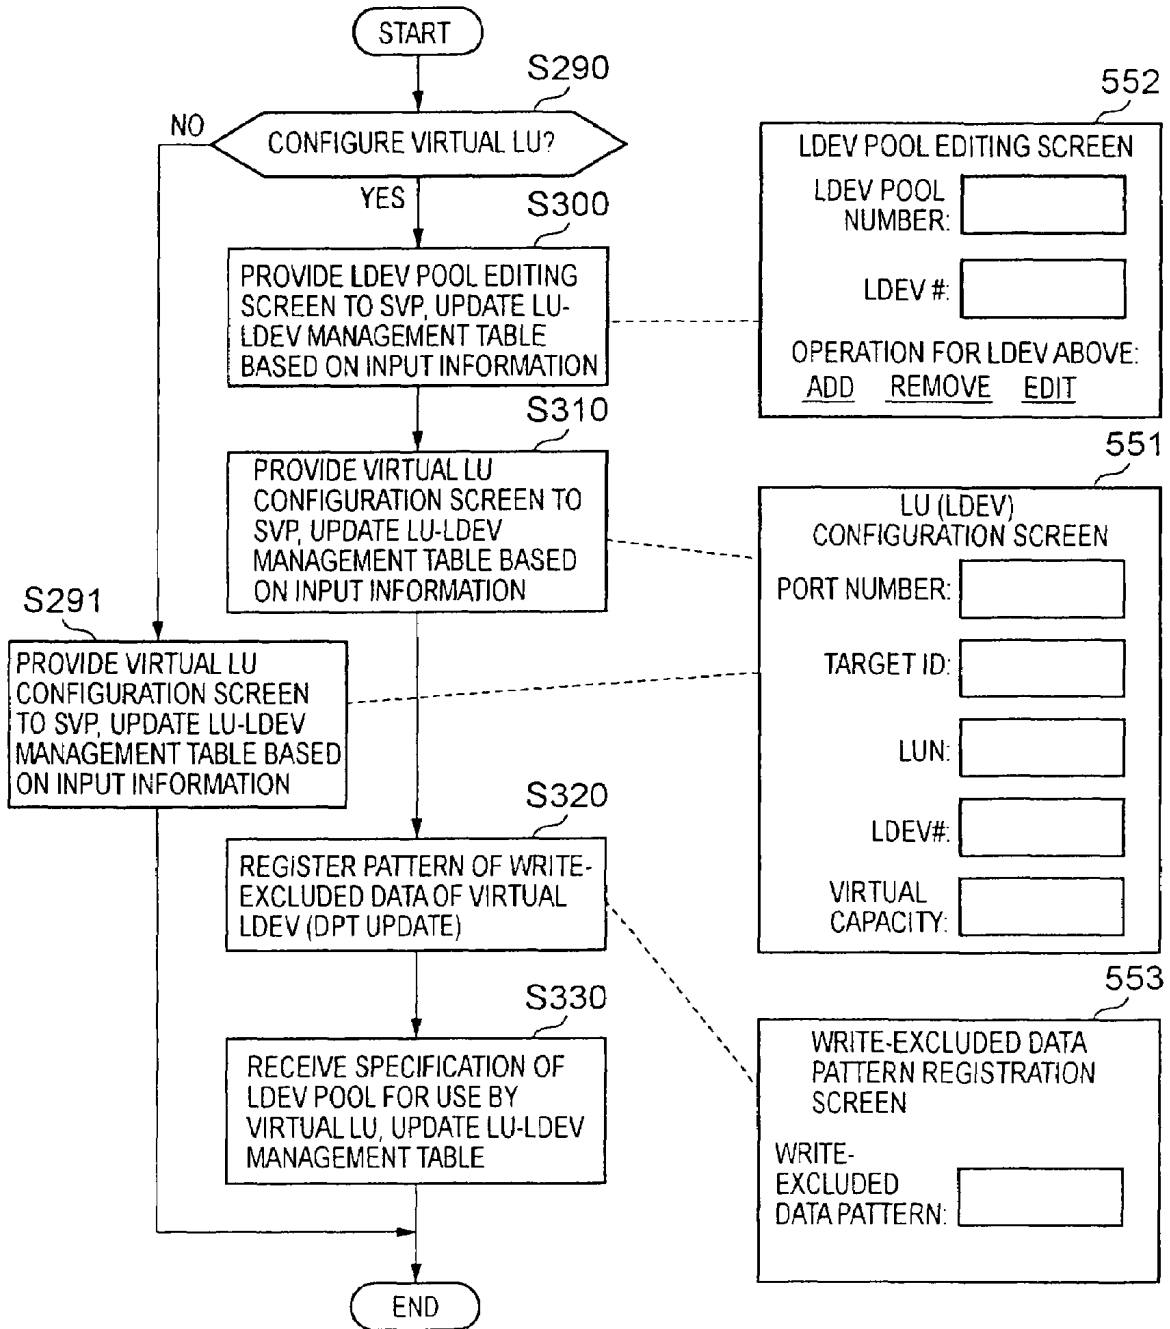 START
S290
NO
CONFIGURE VIRTUAL LU?
YES
S300
PROVIDE LDEV POOL EDITING
SCREEN TO SVP, UPDATE LU-
LDEV MANAGEMENT TABLE
BASED ON INPUT INFORMATION
S310
PROVIDE VIRTUAL LU
CONFIGURATION SCREEN TO
SVP, UPDATE LU-LDEV
MANAGEMENT TABLE BASED
ON INPUT INFORMATION
S291
PROVIDE VIRTUAL LU
CONFIGURATION SCREEN
TO SVP, UPDATE LU-LDEV
MANAGEMENT TABLE BASED
ON INPUT INFORMATION
S320
REGISTER PATTERN OF WRITE-
EXCLUDED DATA OF VIRTUAL
LDEV (DPT UPDATE)
S330
RECEIVE SPECIFICATION OF
LDEV POOL FOR USE BY
VIRTUAL LU, UPDATE LU-LDEV
MANAGEMENT TABLE
END
552
LDEV POOL EDITING SCREEN
LDEV POOL
NUMBER:
LDEV #:
OPERATION FOR LDEV ABOVE:
ADD REMOVE EDIT
551
LU (LDEV)
CONFIGURATION SCREEN
PORT NUMBER:
TARGET ID:
LUN:
LDEV#:
VIRTUAL
CAPACITY:
553
WRITE-EXCLUDED DATA
PATTERN REGISTRATION
SCREEN
WRITE-
EXCLUDED
DATA PATTERN: